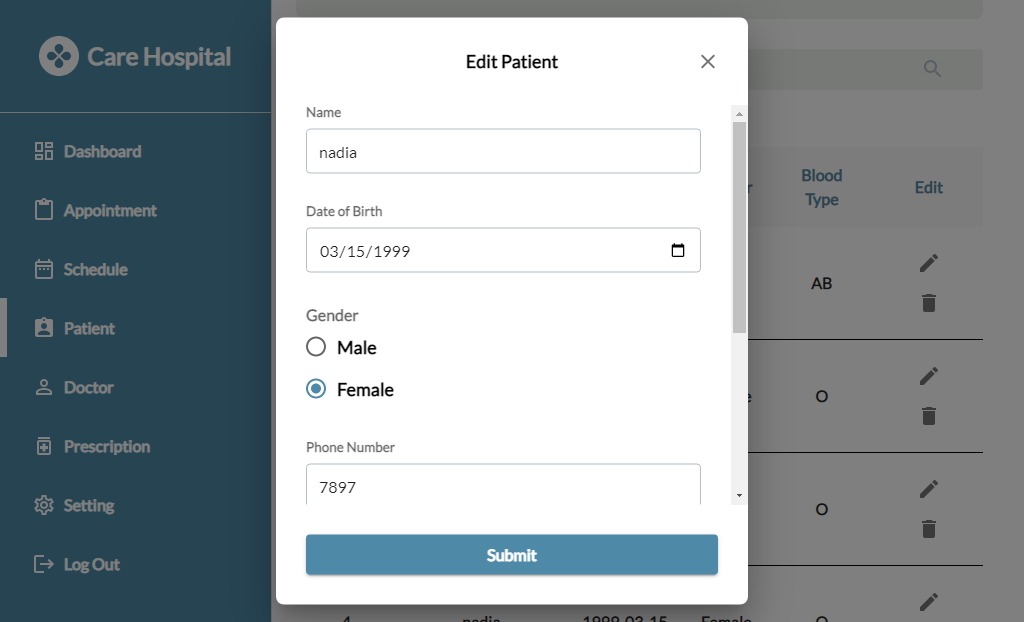 Care Hospital
Dashboard
Appointment
Schedule
Patient
Doctor
Prescription
Setting
Log Out
Edit Patient
Name
nadia
Date of Birth
03/15/1999
Gender
Male
Female
Phone Number
7897
Submit
Blood
Type
Edit
AB
O
O
4 nadia 1999-03-15 Female O